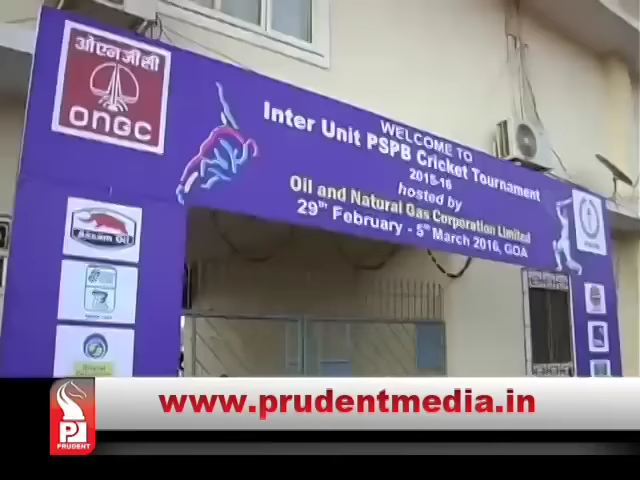 ओएनजीसी
ONGC
WELCOME TO
Inter Unit PSPB Cricket Tournament
2015-16
hosted by
Oil and Natural Gas Corporation Limited
29th February - 5th March 2016, GOA
Assam Oil
www.prudentmedia.in
PRUDENT